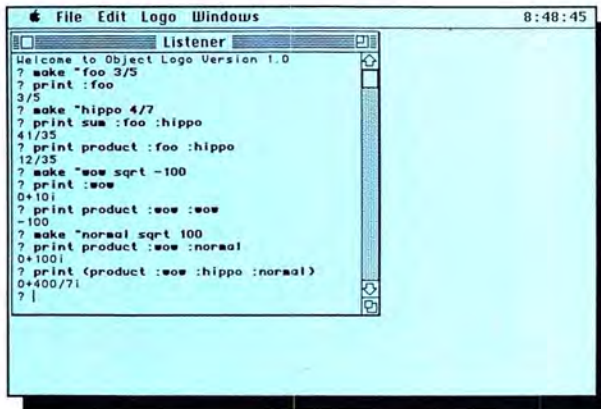 File Edit Logo Windows 8:48:45
Listener
Welcome to Object Logo Version 1.0
? make "foo 3/5
? print :foo
3/5
? make "hippo 4/7
? print sum :foo :hippo
41/35
? print product :foo :hippo
12/35
? make "wow sqrt -100
? print :wow
0+10i
? print product :wow :wow
-100
? make "normal sqrt 100
? print product :wow :normal
0+100i
? print (product :wow :hippo :normal)
0+400/7i
?